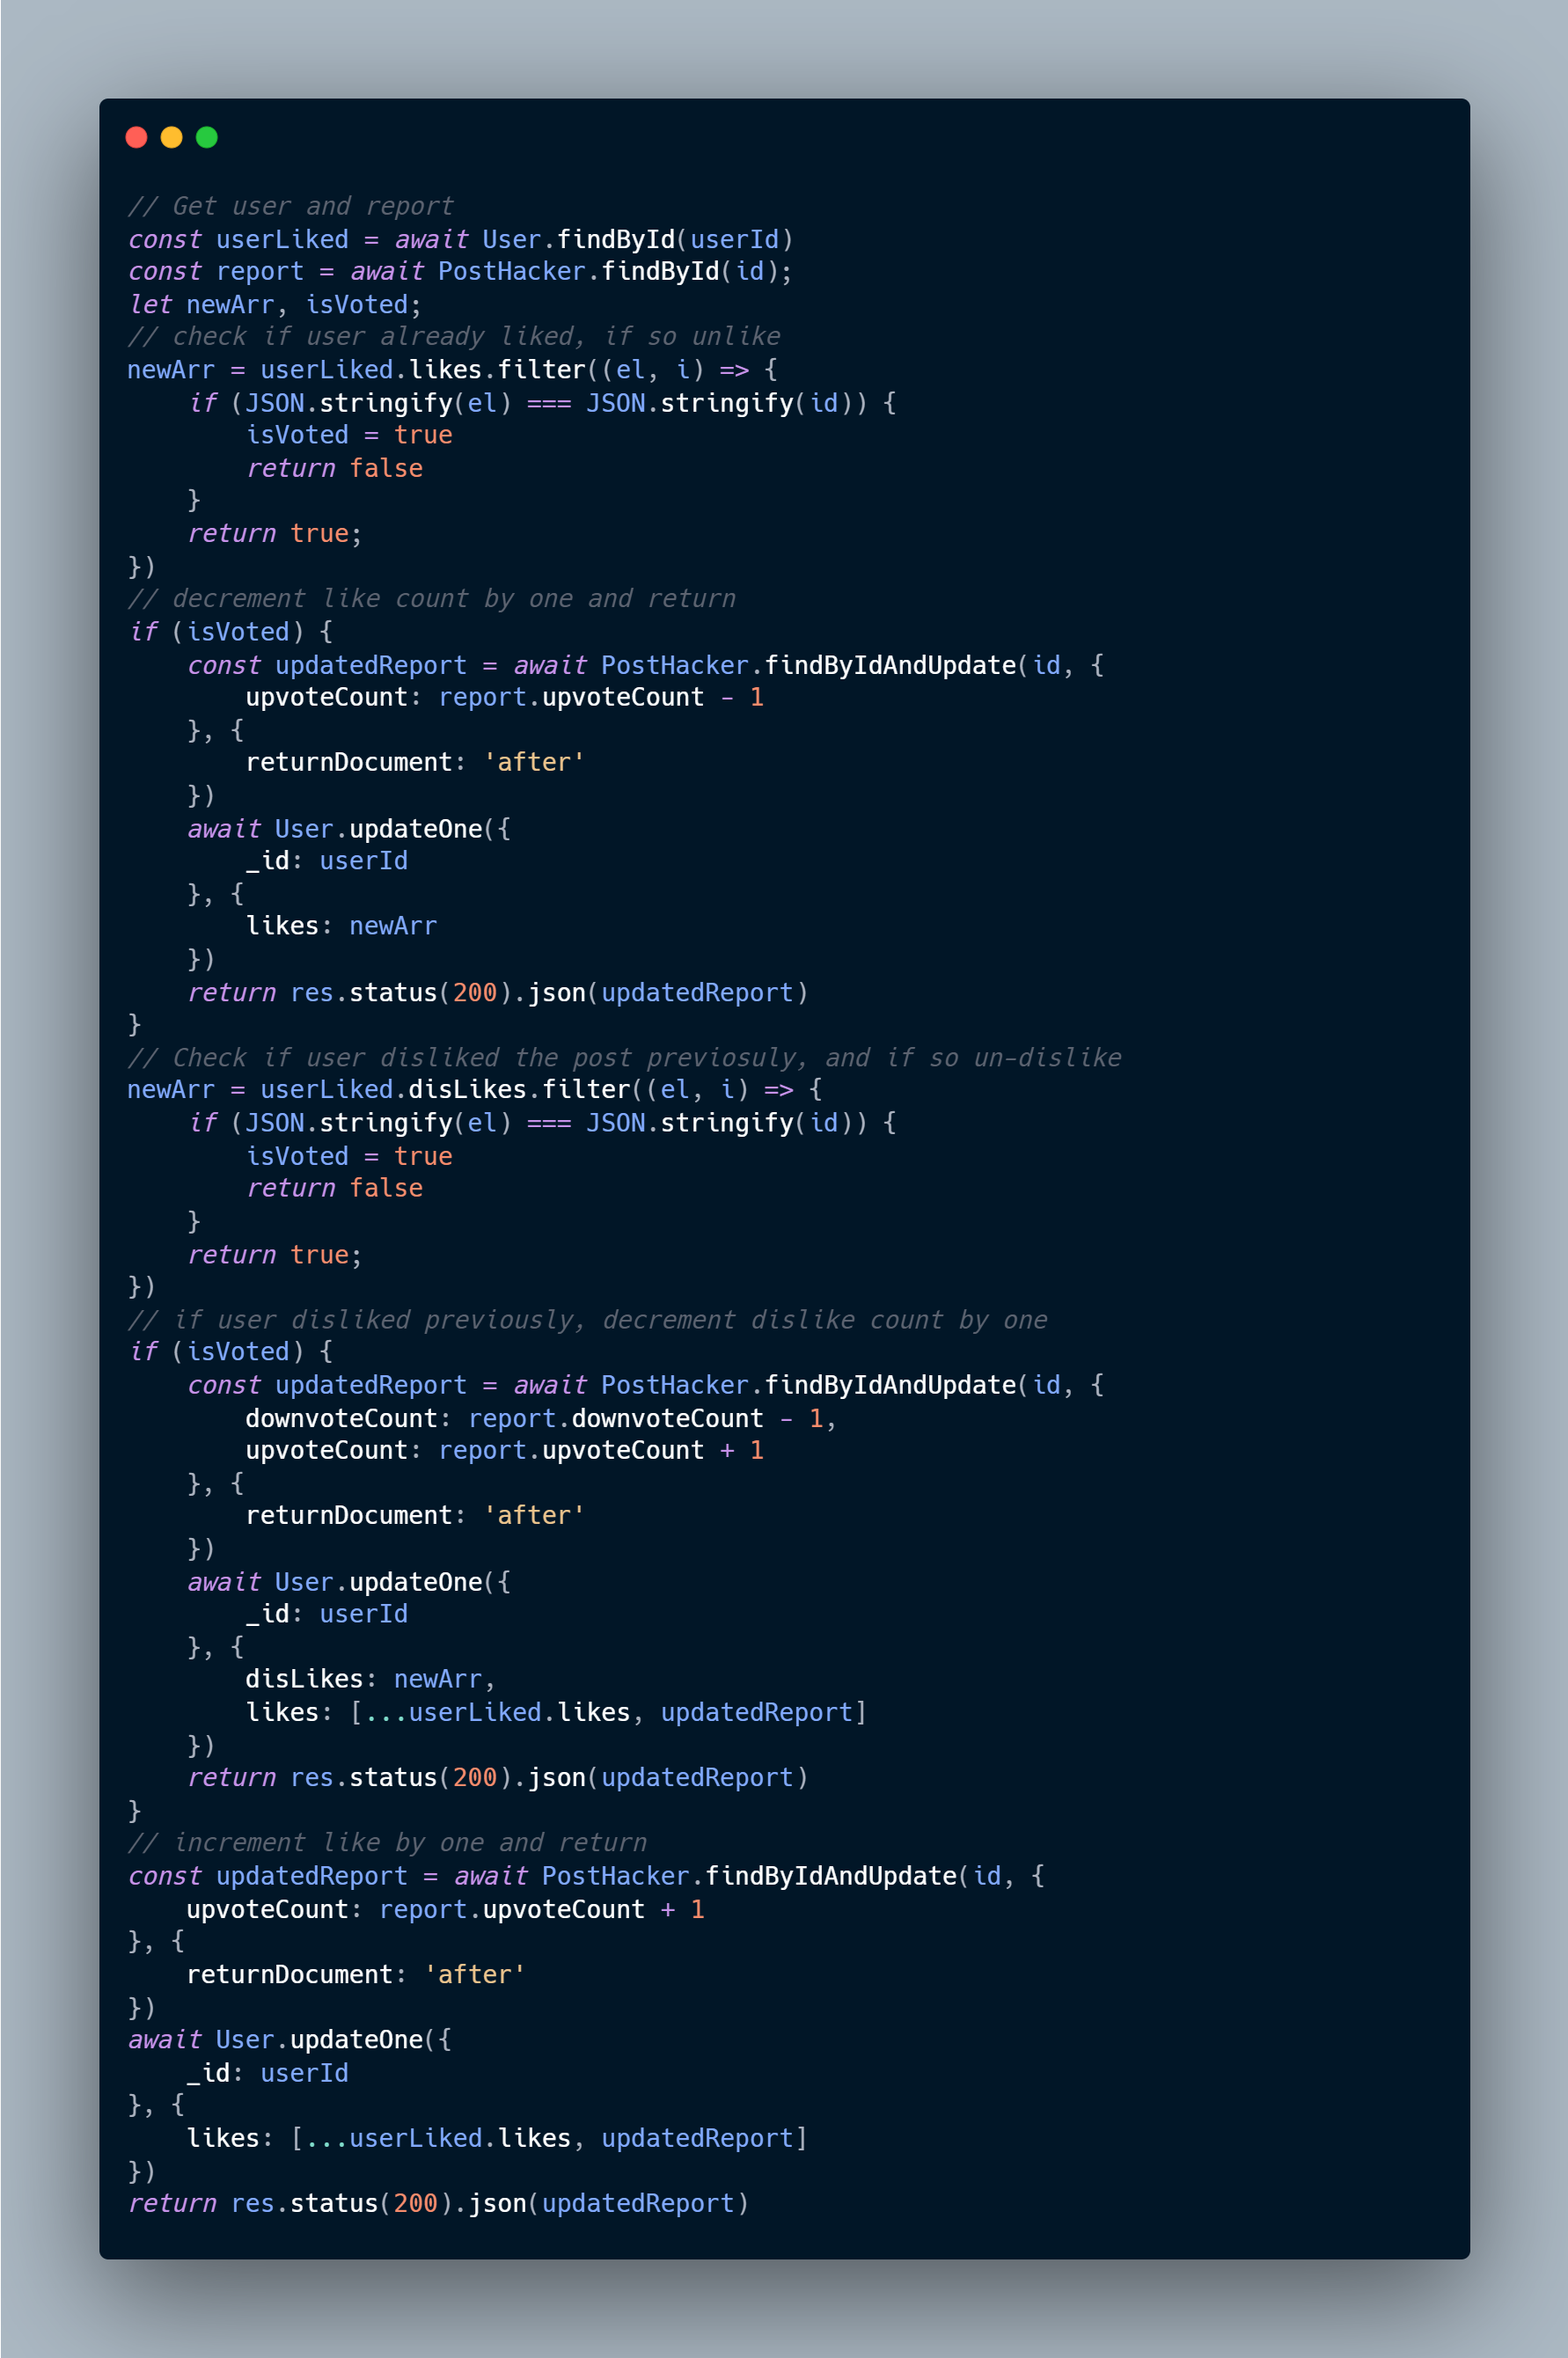 // Get user and report
const userLiked = await User.findById(userId)
const report = await PostHacker.findById(id);
let newArr, isVoted;
// check if user already liked, if so unlike
newArr = userLiked.likes.filter((el, i) => {
    if (JSON.stringify(el) === JSON.stringify(id)) {
        isVoted = true
        return false
    }
    return true;
})
// decrement like count by one and return
if (isVoted) {
    const updatedReport = await PostHacker.findByIdAndUpdate(id, {
        upvoteCount: report.upvoteCount - 1
    }, {
        returnDocument: 'after'
    })
    await User.updateOne({
        _id: userId
    }, {
        likes: newArr
    })
    return res.status(200).json(updatedReport)
}
// Check if user disliked the post previosuly, and if so un-dislike
newArr = userLiked.disLikes.filter((el, i) => {
    if (JSON.stringify(el) === JSON.stringify(id)) {
        isVoted = true
        return false
    }
    return true;
})
// if user disliked previously, decrement dislike count by one
if (isVoted) {
    const updatedReport = await PostHacker.findByIdAndUpdate(id, {
        downvoteCount: report.downvoteCount - 1,
        upvoteCount: report.upvoteCount + 1
    }, {
        returnDocument: 'after'
    })
    await User.updateOne({
        _id: userId
    }, {
        disLikes: newArr,
        likes: [...userLiked.likes, updatedReport]
    })
    return res.status(200).json(updatedReport)
}
// increment like by one and return
const updatedReport = await PostHacker.findByIdAndUpdate(id, {
    upvoteCount: report.upvoteCount + 1
}, {
    returnDocument: 'after'
})
await User.updateOne({
    _id: userId
}, {
    likes: [...userLiked.likes, updatedReport]
})
return res.status(200).json(updatedReport)